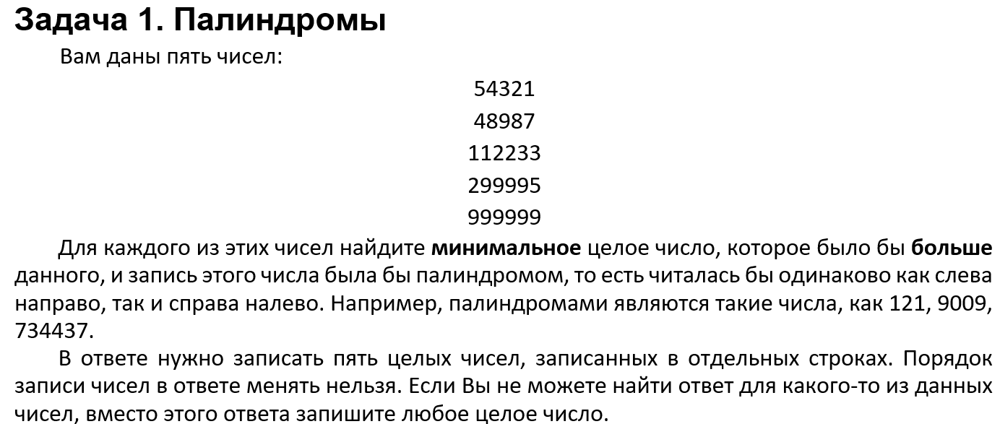 Задача 1. Палиндромы
Вам даны пять чисел:
54321
48987
112233
299995
999999
Для каждого из этих чисел найдите минимальное целое число, которое было бы больше
данного, и запись этого числа была бы палиндромом, то есть читалась бы одинаково как слева
направо, так и справа налево. Например, палиндромами являются такие числа, как 121, 9009,
734437.
В ответе нужно записать пять целых чисел, записанных в отдельных строках. Порядок
записи чисел в ответе менять нельзя. Если Вы не можете найти ответ для какого-то из данных
чисел, вместо этого ответа запишите любое целое число.